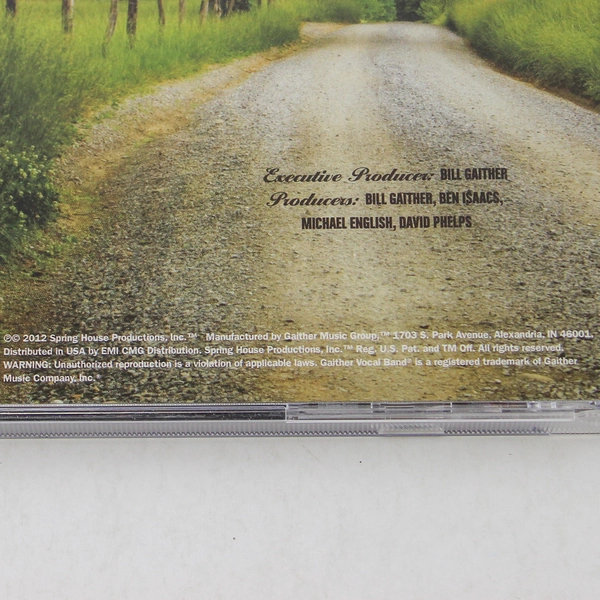 Executive Producer: BILL GAITHER
Producers: BILL GAITHER, BEN ISAACS,
MICHAEL ENGLISH, DAVID PHELPS
℗© 2012 Spring House Productions, Inc.™ · Manufactured by Gaither Music Group,™ 1703 S. Park Avenue, Alexandria, IN 46001.
Distributed in USA by EMI CMG Distribution. Spring House Productions, Inc.™ Reg. U.S. Pat. and TM Off. All rights reserved.
WARNING: Unauthorized reproduction is a violation of applicable laws. Gaither Vocal Band® is a registered trademark of Gaither
Music Company, Inc.